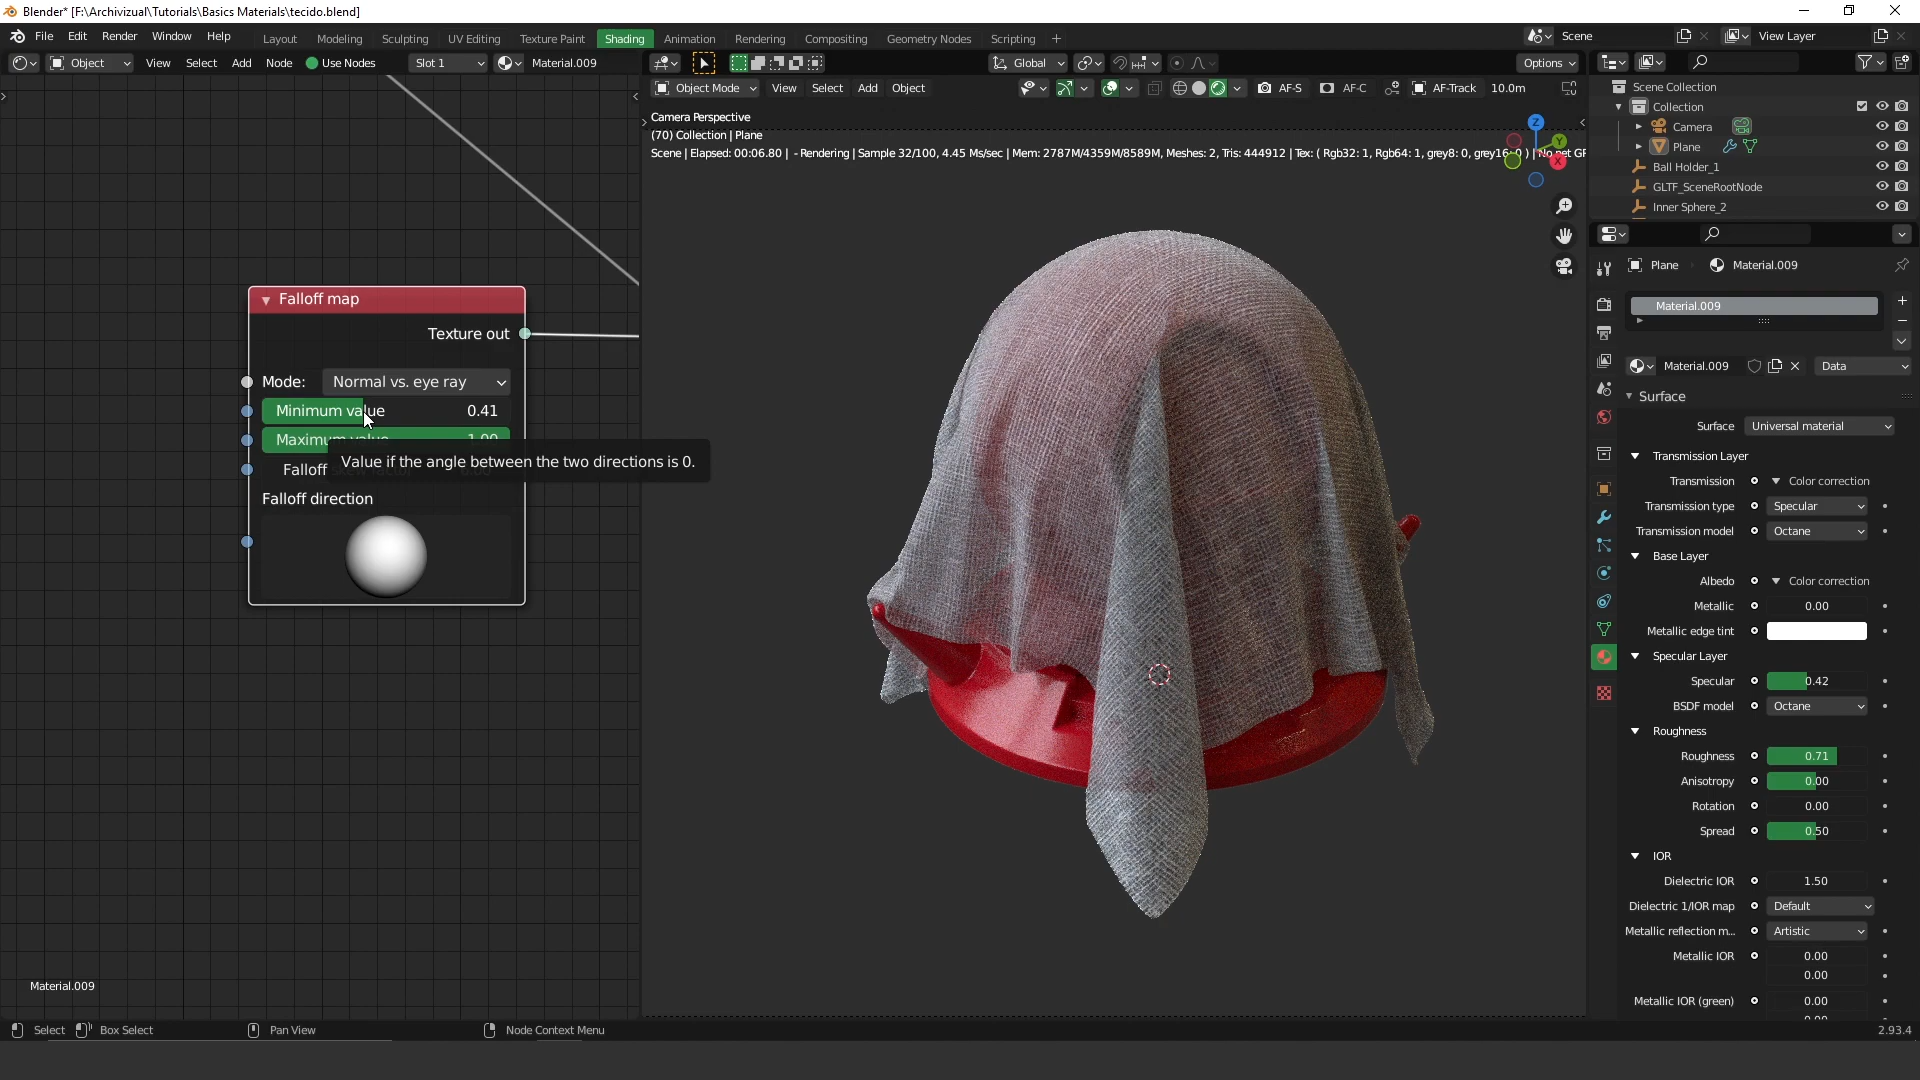 Blender* [F:\Archivizual\Tutorials\Basics Materials\tecido.blend]
File Edit Render Window Help Layout Modeling Sculpting UV Editing Texture Paint Shading Animation Rendering Compositing Geometry Nodes Scripting + Scene View Layer
Object View Select Add Node Use Nodes Slot 1 Material.009 Global Options
Object Mode View Select Add Object AF-S AF-C AF-Track 10.0m
Camera Perspective
(70) Collection | Plane
Scene | Elapsed: 00:06.80 | - Rendering | Sample 32/100, 4.45 Ms/sec | Mem: 2787M/4359M/8589M, Meshes: 2, Tris: 444912 | Tex: ( Rgb32: 1, Rgb64: 1, grey8: 0, grey16: 0 ) |
Z
Y
X
Falloff map
Texture out
Mode: Normal vs. eye ray
Minimum value 0.41
Maximum value 1.00
Falloff
Value if the angle between the two directions is 0.
Falloff direction
Material.009
Scene Collection
Collection
Camera
Plane
Ball Holder_1
GLTF_SceneRootNode
Inner Sphere_2
Plane Material.009
Material.009
Material.009 Data
Surface
Surface Universal material
Transmission Layer
Transmission Color correction
Transmission type Specular
Transmission model Octane
Base Layer
Albedo Color correction
Metallic 0.00
Metallic edge tint
Specular Layer
Specular 0.42
BSDF model Octane
Roughness
Roughness 0.71
Anisotropy 0.00
Rotation 0.00
Spread 0.50
IOR
Dielectric IOR 1.50
Dielectric 1/IOR map Default
Metallic reflection m... Artistic
Metallic IOR 0.00
0.00
Metallic IOR (green) 0.00
Select Box Select Pan View Node Context Menu 2.93.4